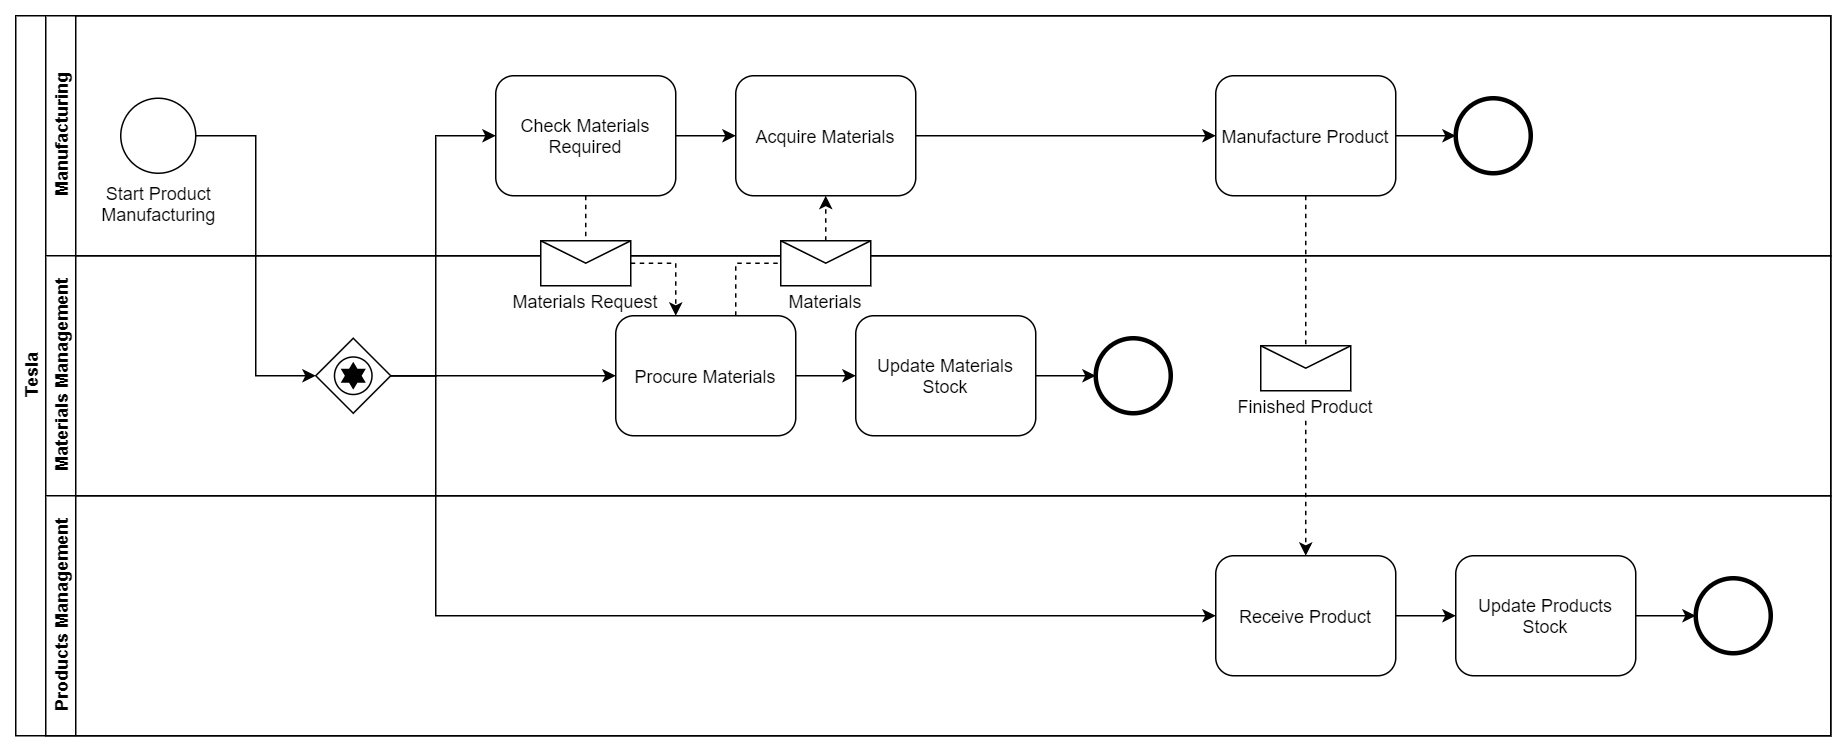 Tesla
Manufacturing
Start Product
Manufacturing
Check Materials
Required
Acquire Materials
Manufacture Product
Materials Request
Materials
Materials Management
Procure Materials
Update Materials
Stock
Finished Product
Products Management
Receive Product
Update Products
Stock